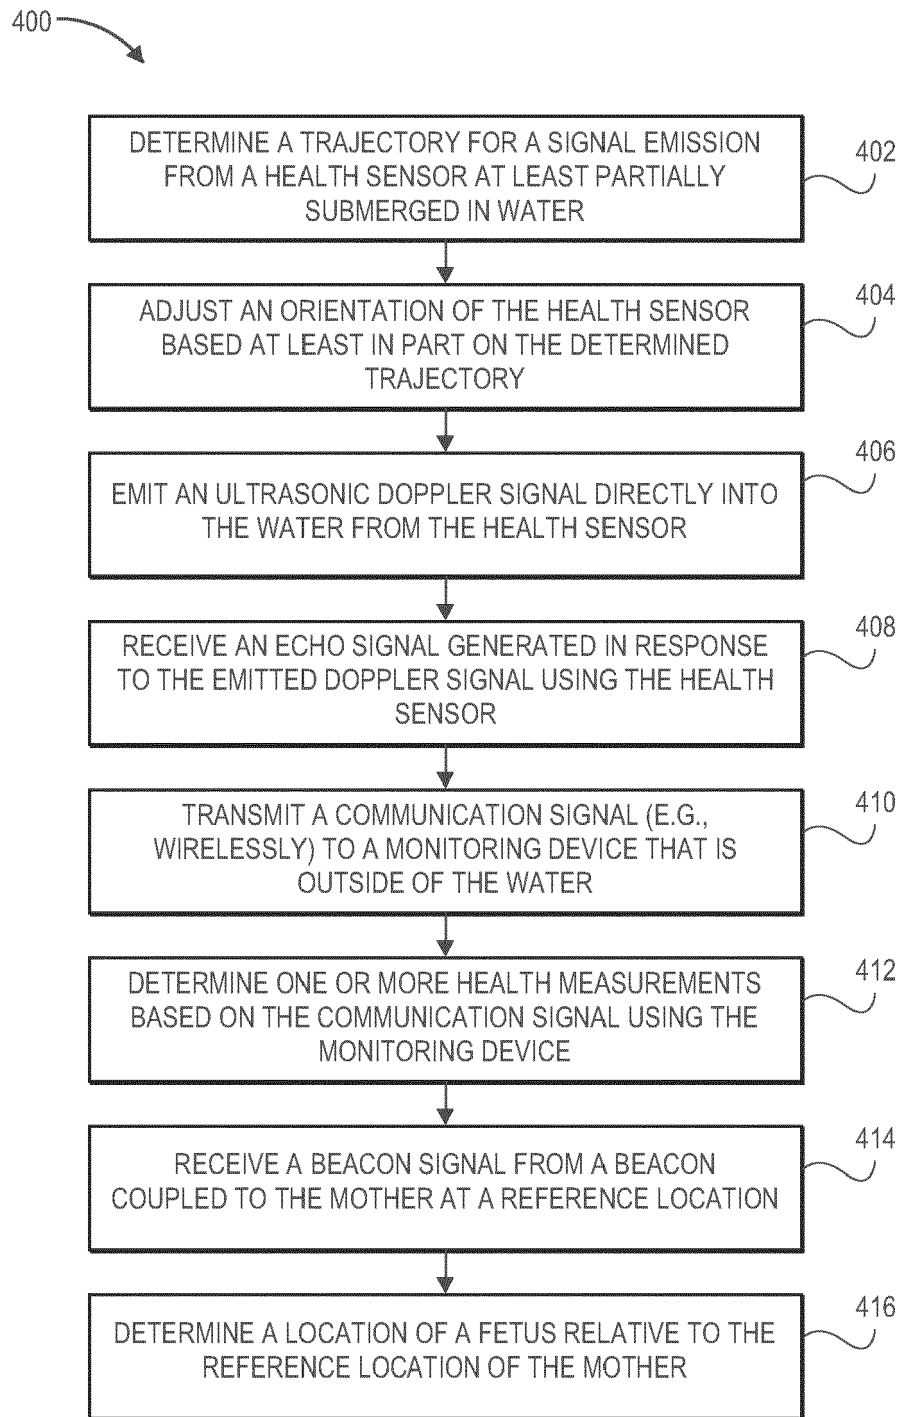 400
DETERMINE A TRAJECTORY FOR A SIGNAL EMISSION
FROM A HEALTH SENSOR AT LEAST PARTIALLY
SUBMERGED IN WATER
402
ADJUST AN ORIENTATION OF THE HEALTH SENSOR
BASED AT LEAST IN PART ON THE DETERMINED
TRAJECTORY
404
EMIT AN ULTRASONIC DOPPLER SIGNAL DIRECTLY INTO
THE WATER FROM THE HEALTH SENSOR
406
RECEIVE AN ECHO SIGNAL GENERATED IN RESPONSE
TO THE EMITTED DOPPLER SIGNAL USING THE HEALTH
SENSOR
408
TRANSMIT A COMMUNICATION SIGNAL (E.G.,
WIRELESSLY) TO A MONITORING DEVICE THAT IS
OUTSIDE OF THE WATER
410
DETERMINE ONE OR MORE HEALTH MEASUREMENTS
BASED ON THE COMMUNICATION SIGNAL USING THE
MONITORING DEVICE
412
RECEIVE A BEACON SIGNAL FROM A BEACON
COUPLED TO THE MOTHER AT A REFERENCE LOCATION
414
DETERMINE A LOCATION OF A FETUS RELATIVE TO THE
REFERENCE LOCATION OF THE MOTHER
416